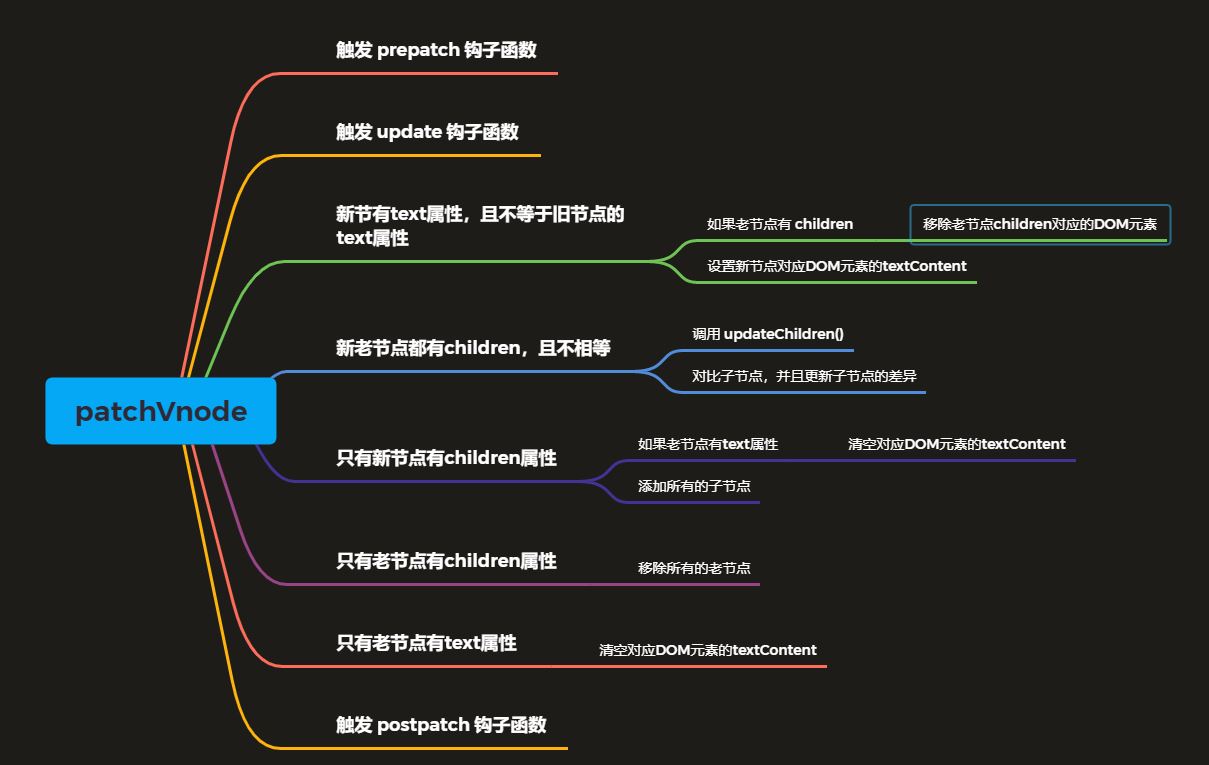 触发 prepatch 钩子函数
触发 update 钩子函数
新节有text属性，且不等于旧节点的
text属性
如果老节点有 children
移除老节点children对应的DOM元素
设置新节点对应DOM元素的textContent
新老节点都有children，且不相等
调用 updateChildren()
对比子节点，并且更新子节点的差异
patchVnode
只有新节点有children属性
如果老节点有text属性
清空对应DOM元素的textContent
添加所有的子节点
只有老节点有children属性
移除所有的老节点
只有老节点有text属性
清空对应DOM元素的textContent
触发 postpatch 钩子函数